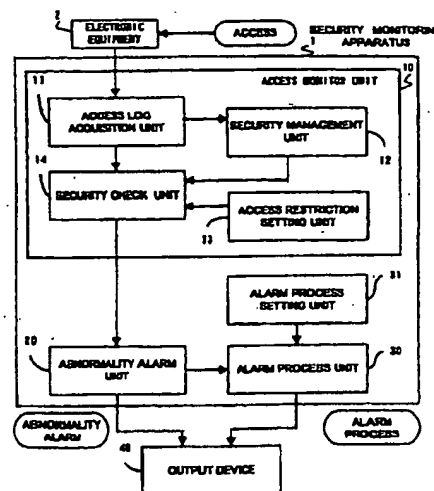 2
ELECTRONIC
EQUIPMENT
ACCESS
SECURITY MONITORING
APPARATUS
1
10
ACCESS MONITOR UNIT
11
ACCESS LOG
ACQUISITION UNIT
SECURITY MANAGEMENT
UNIT
12
14
SECURITY CHECK UNIT
ACCESS RESTRICTION
SETTING UNIT
13
31
ALARM PROCESS
SETTING UNIT
20
ABNORMALITY ALARM
UNIT
ALARM PROCESS UNIT
30
ABNORMALITY
ALARM
ALARM
PROCESS
40
OUTPUT DEVICE